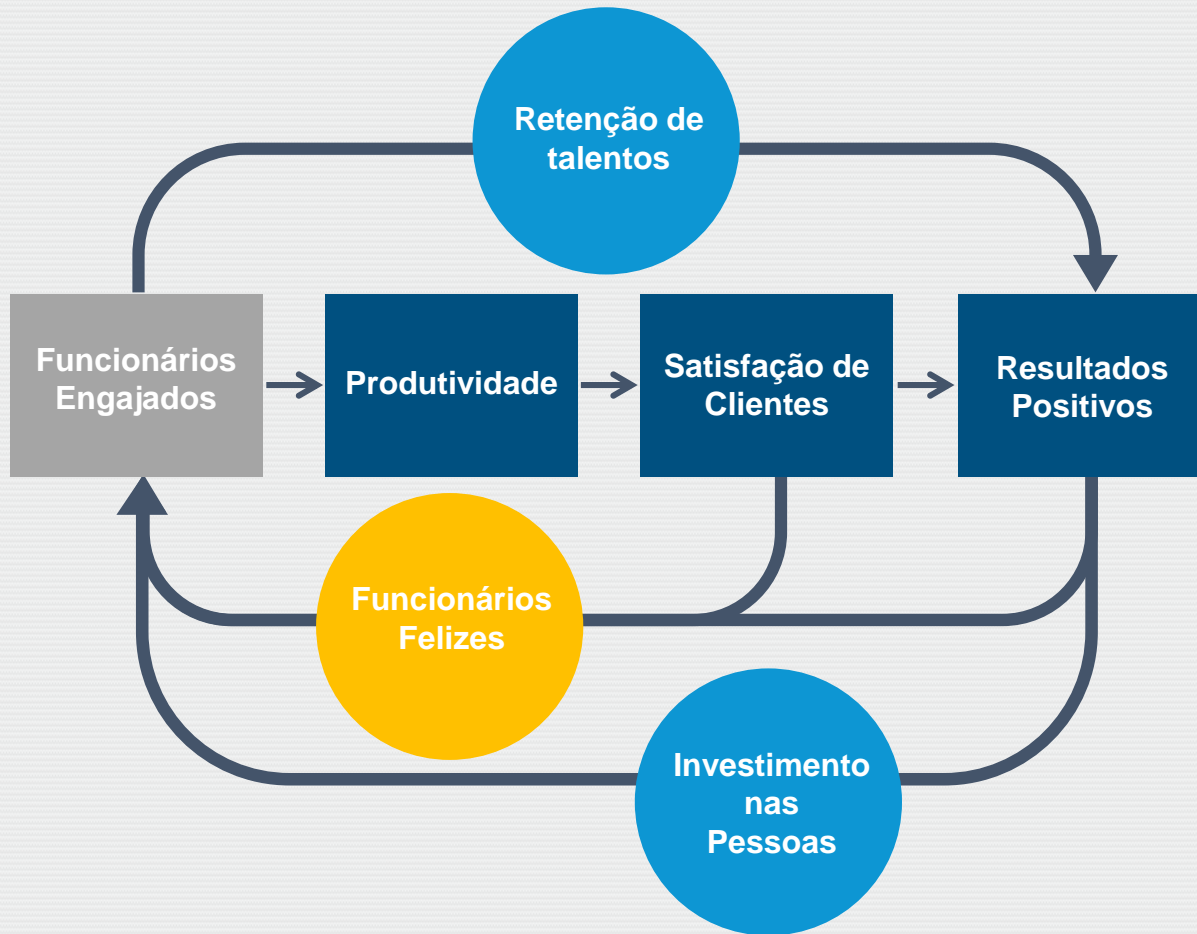 Retenção de
talentos
Funcionários
Engajados
Produtividade
Satisfação de
Clientes
Resultados
Positivos
Funcionários
Felizes
Investimento
nas
Pessoas